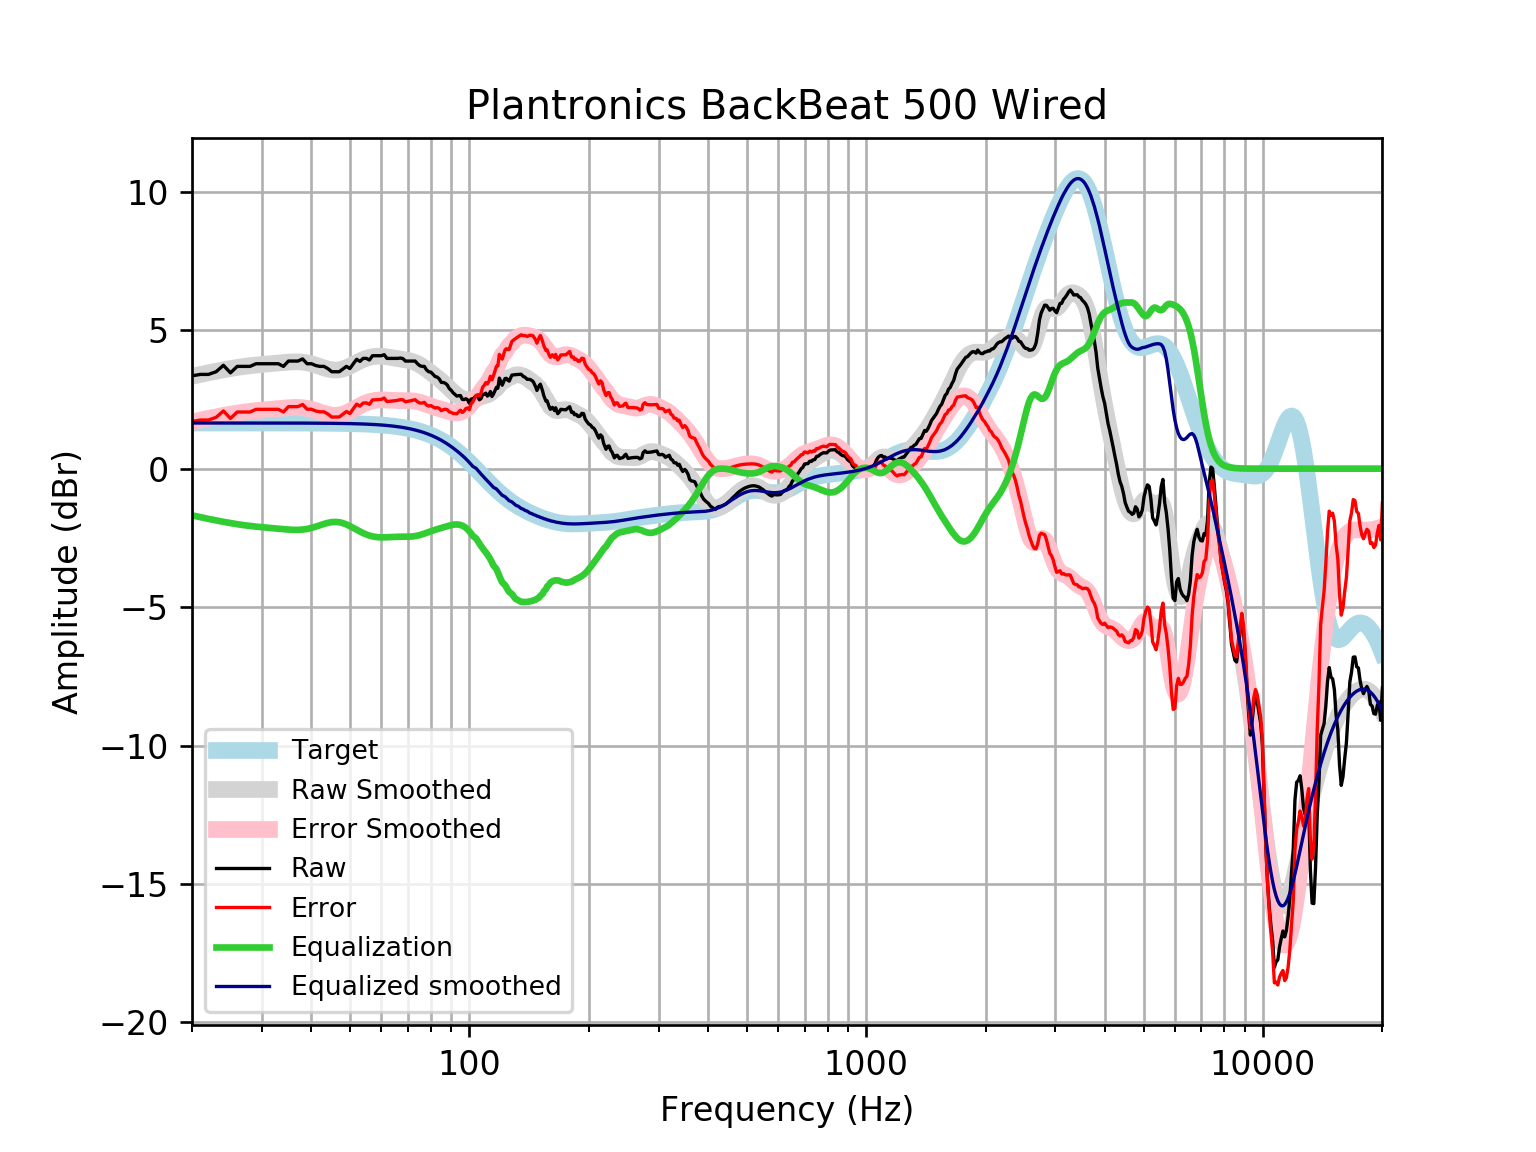 Plantronics BackBeat 500 Wired
10
5
0
−5
−10
−15
−20
Amplitude (dBr)
Target
Raw Smoothed
Error Smoothed
Raw
Error
Equalization
Equalized smoothed
100 1000 10000
Frequency (Hz)